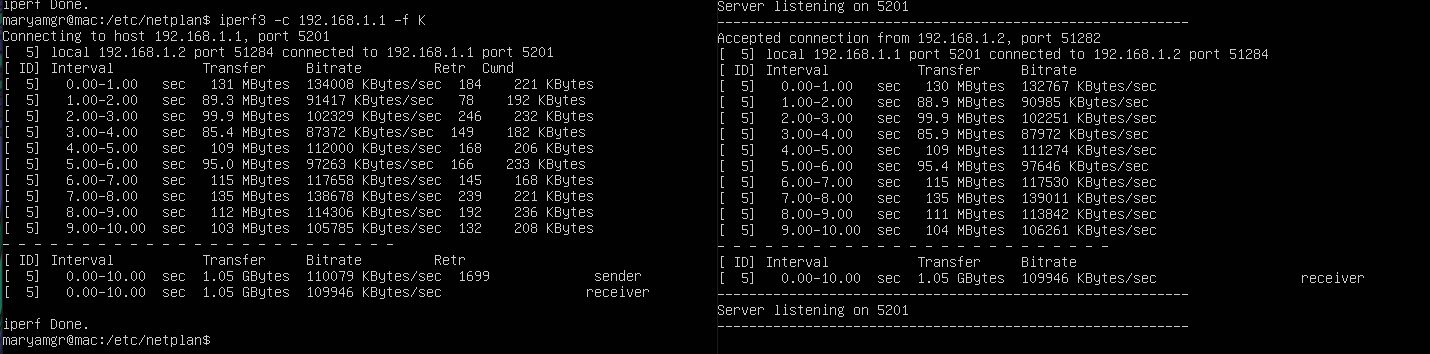 iperf Done.
maryamgr@mac:/etc/netplan$ iperf3 -c 192.168.1.1 -f K
Connecting to host 192.168.1.1, port 5201
[  5] local 192.168.1.2 port 51284 connected to 192.168.1.1 port 5201
[ ID] Interval           Transfer     Bitrate         Retr  Cwnd
[  5]   0.00-1.00   sec   131 MBytes  134008 KBytes/sec  184    221 KBytes
[  5]   1.00-2.00   sec  89.3 MBytes  91417 KBytes/sec   78    192 KBytes
[  5]   2.00-3.00   sec  99.9 MBytes  102329 KBytes/sec  246    232 KBytes
[  5]   3.00-4.00   sec  85.4 MBytes  87372 KBytes/sec  149    182 KBytes
[  5]   4.00-5.00   sec   109 MBytes  112000 KBytes/sec  168    206 KBytes
[  5]   5.00-6.00   sec  95.0 MBytes  97263 KBytes/sec  166    233 KBytes
[  5]   6.00-7.00   sec   115 MBytes  117658 KBytes/sec  145    168 KBytes
[  5]   7.00-8.00   sec   135 MBytes  138678 KBytes/sec  239    221 KBytes
[  5]   8.00-9.00   sec   112 MBytes  114306 KBytes/sec  192    236 KBytes
[  5]   9.00-10.00  sec   103 MBytes  105785 KBytes/sec  132    208 KBytes
- - - - - - - - - - - - - - - - - - - - - - - - -
[ ID] Interval           Transfer     Bitrate         Retr
[  5]   0.00-10.00  sec  1.05 GBytes  110079 KBytes/sec  1699             sender
[  5]   0.00-10.00  sec  1.05 GBytes  109946 KBytes/sec                  receiver
iperf Done.
maryamgr@mac:/etc/netplan$
Server listening on 5201
-----------------------------------------------------------
Accepted connection from 192.168.1.2, port 51282
[  5] local 192.168.1.1 port 5201 connected to 192.168.1.2 port 51284
[ ID] Interval           Transfer     Bitrate
[  5]   0.00-1.00   sec   130 MBytes  132767 KBytes/sec
[  5]   1.00-2.00   sec  88.9 MBytes  90985 KBytes/sec
[  5]   2.00-3.00   sec  99.9 MBytes  102251 KBytes/sec
[  5]   3.00-4.00   sec  85.9 MBytes  87972 KBytes/sec
[  5]   4.00-5.00   sec   109 MBytes  111274 KBytes/sec
[  5]   5.00-6.00   sec  95.4 MBytes  97646 KBytes/sec
[  5]   6.00-7.00   sec   115 MBytes  117530 KBytes/sec
[  5]   7.00-8.00   sec   135 MBytes  139011 KBytes/sec
[  5]   8.00-9.00   sec   111 MBytes  113842 KBytes/sec
[  5]   9.00-10.00  sec   104 MBytes  106261 KBytes/sec
- - - - - - - - - - - - - - - - - - - - - - - - -
[ ID] Interval           Transfer     Bitrate
[  5]   0.00-10.00  sec  1.05 GBytes  109946 KBytes/sec                  receiver
-----------------------------------------------------------
Server listening on 5201
-----------------------------------------------------------